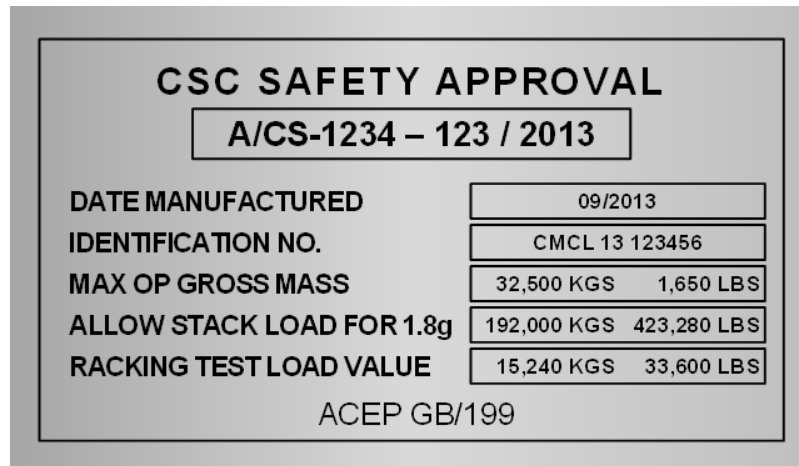 CSC SAFETY APPROVAL
A/CS-1234 – 123 / 2013
DATE MANUFACTURED 09/2013
IDENTIFICATION NO. CMCL 13 123456
MAX OP GROSS MASS 32,500 KGS 1,650 LBS
ALLOW STACK LOAD FOR 1.8g 192,000 KGS 423,280 LBS
RACKING TEST LOAD VALUE 15,240 KGS 33,600 LBS
ACEP GB/199